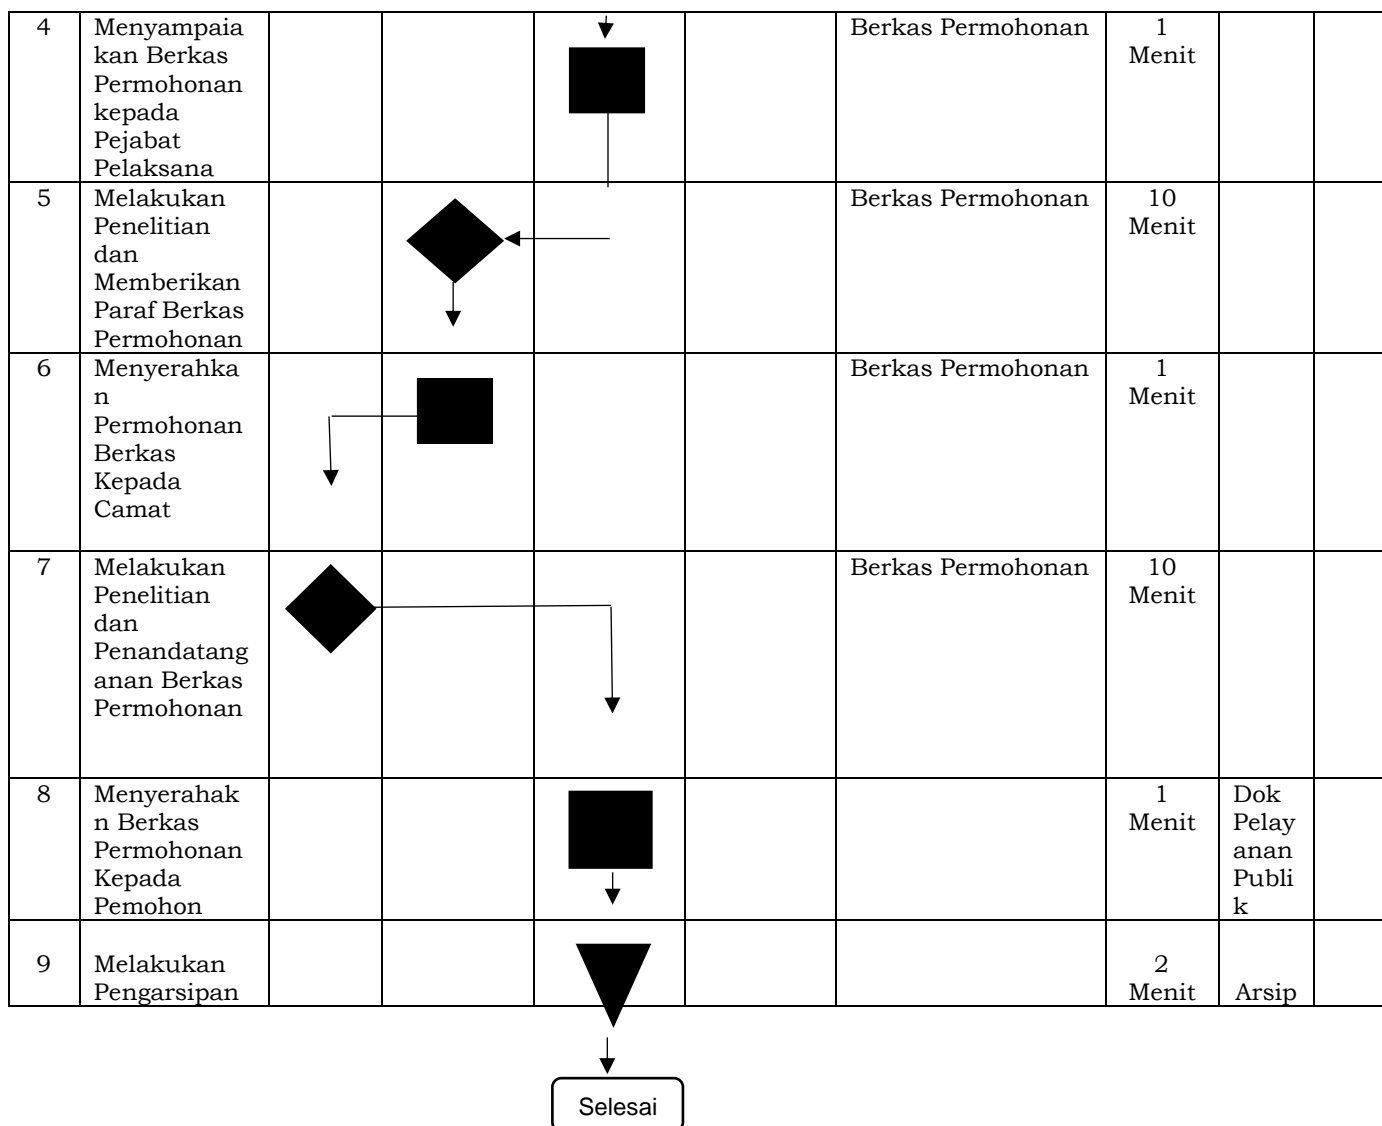 4 Menyampaia Berkas Permohonan 1
kan Berkas Menit
Permohonan
kepada
Pejabat
Pelaksana
5 Melakukan Berkas Permohonan 10
Penelitian Menit
dan
Memberikan
Paraf Berkas
Permohonan
6 Menyerahka Berkas Permohonan 1
n Menit
Permohonan
Berkas
Kepada
Camat
7 Melakukan Berkas Permohonan 10
Penelitian Menit
dan
Penandatang
anan Berkas
Permohonan
8 Menyerahak 1 Dok
n Berkas Menit Pelay
Permohonan anan
Kepada Publi
Pemohon k
9 Melakukan 2
Pengarsipan Menit Arsip
Selesai